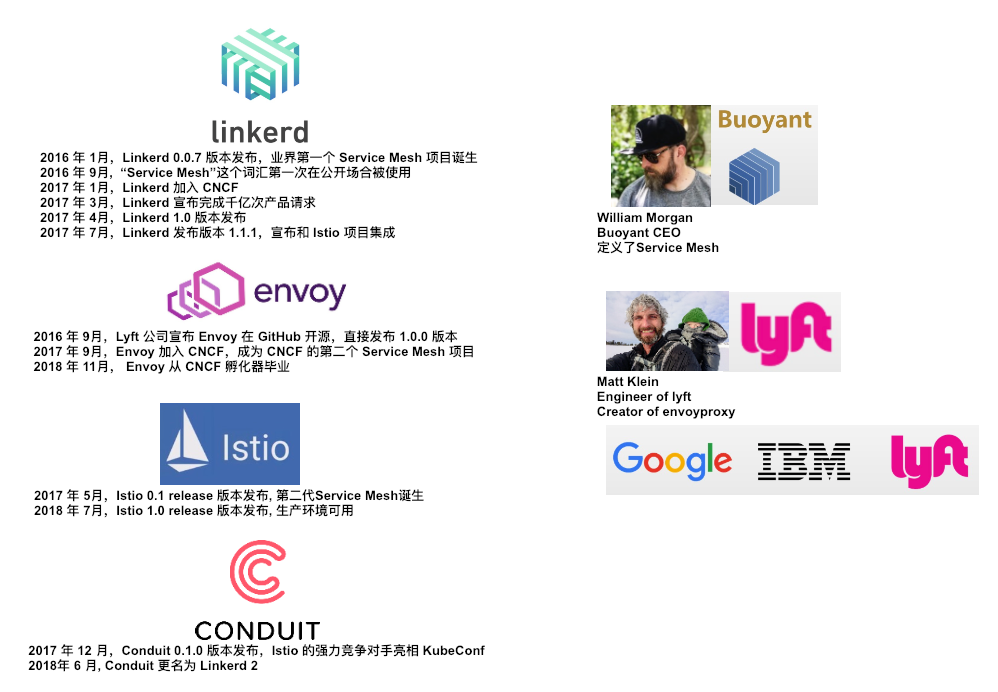 linkerd
2016 年 1月，Linkerd 0.0.7 版本发布，业界第一个 Service Mesh 项目诞生
2016 年 9月，“Service Mesh”这个词汇第一次在公开场合被使用
2017 年 1月，Linkerd 加入 CNCF
2017 年 3月，Linkerd 宣布完成千亿次产品请求
2017 年 4月，Linkerd 1.0 版本发布
2017 年 7月，Linkerd 发布版本 1.1.1，宣布和 Istio 项目集成
Buoyant
William Morgan
Buoyant CEO
定义了Service Mesh
envoy
2016 年 9月，Lyft 公司宣布 Envoy 在 GitHub 开源，直接发布 1.0.0 版本
2017 年 9月，Envoy 加入 CNCF，成为 CNCF 的第二个 Service Mesh 项目
2018 年 11月， Envoy 从 CNCF 孵化器毕业
lyft
Matt Klein
Engineer of lyft
Creator of envoyproxy
Istio
2017 年 5月，Istio 0.1 release 版本发布, 第二代Service Mesh诞生
2018 年 7月，Istio 1.0 release 版本发布, 生产环境可用
Google IBM lyft
CONDUIT
2017 年 12 月，Conduit 0.1.0 版本发布，Istio 的强力竞争对手亮相 KubeConf
2018年 6 月, Conduit 更名为 Linkerd 2